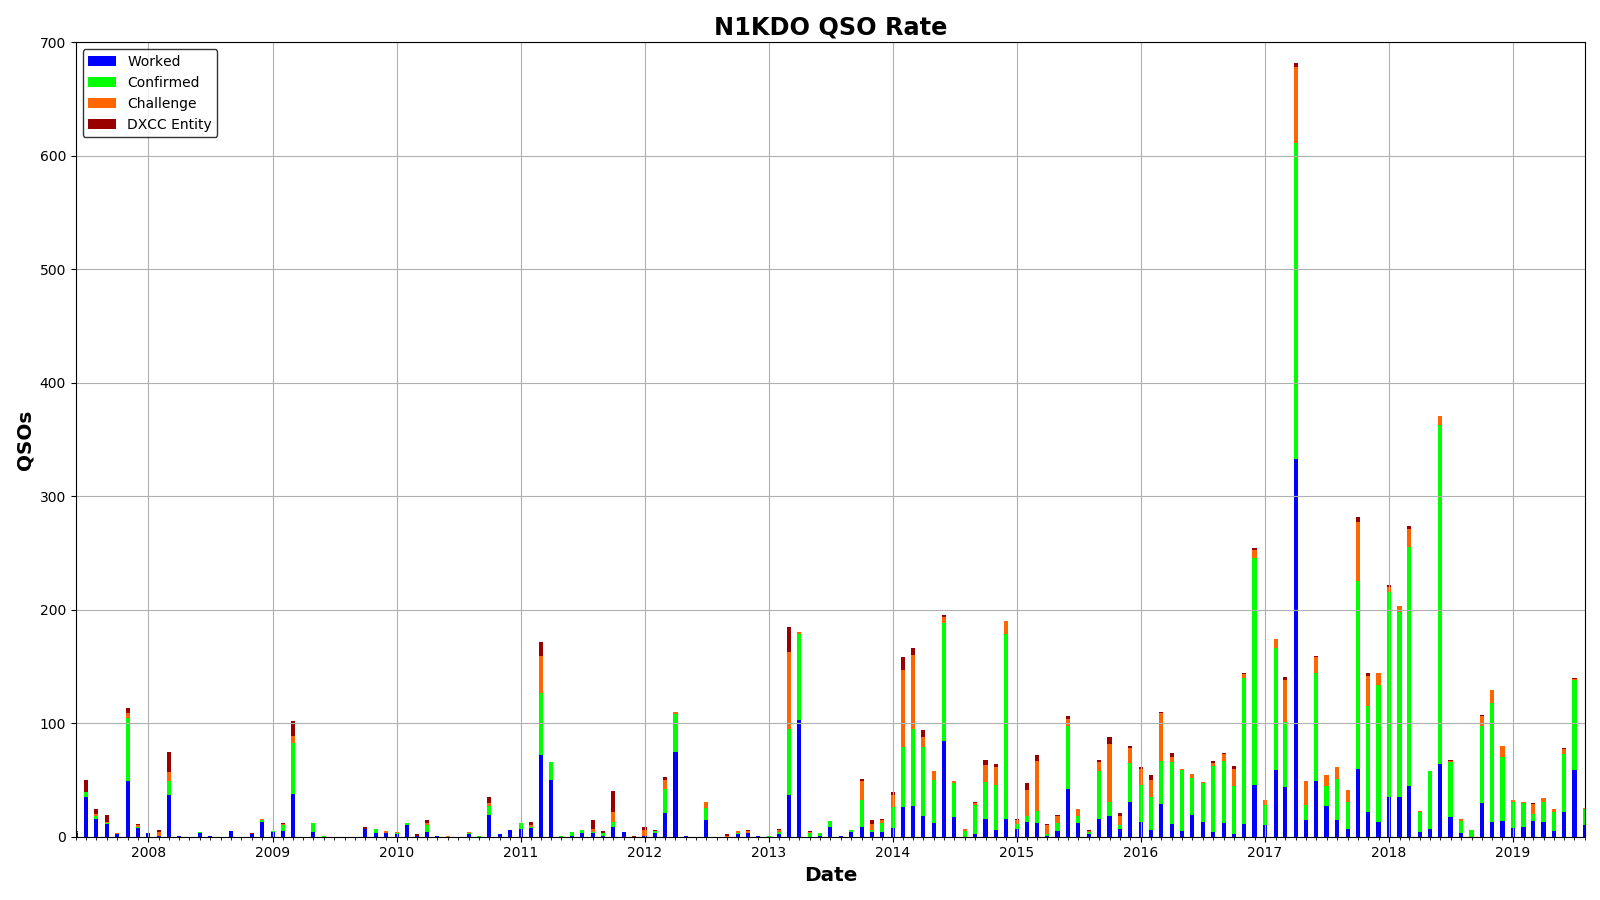 N1KDO QSO Rate
Worked
Confirmed
Challenge
DXCC Entity
QSOs
700
600
500
400
300
200
100
0
2008 2009 2010 2011 2012 2013 2014 2015 2016 2017 2018 2019
Date